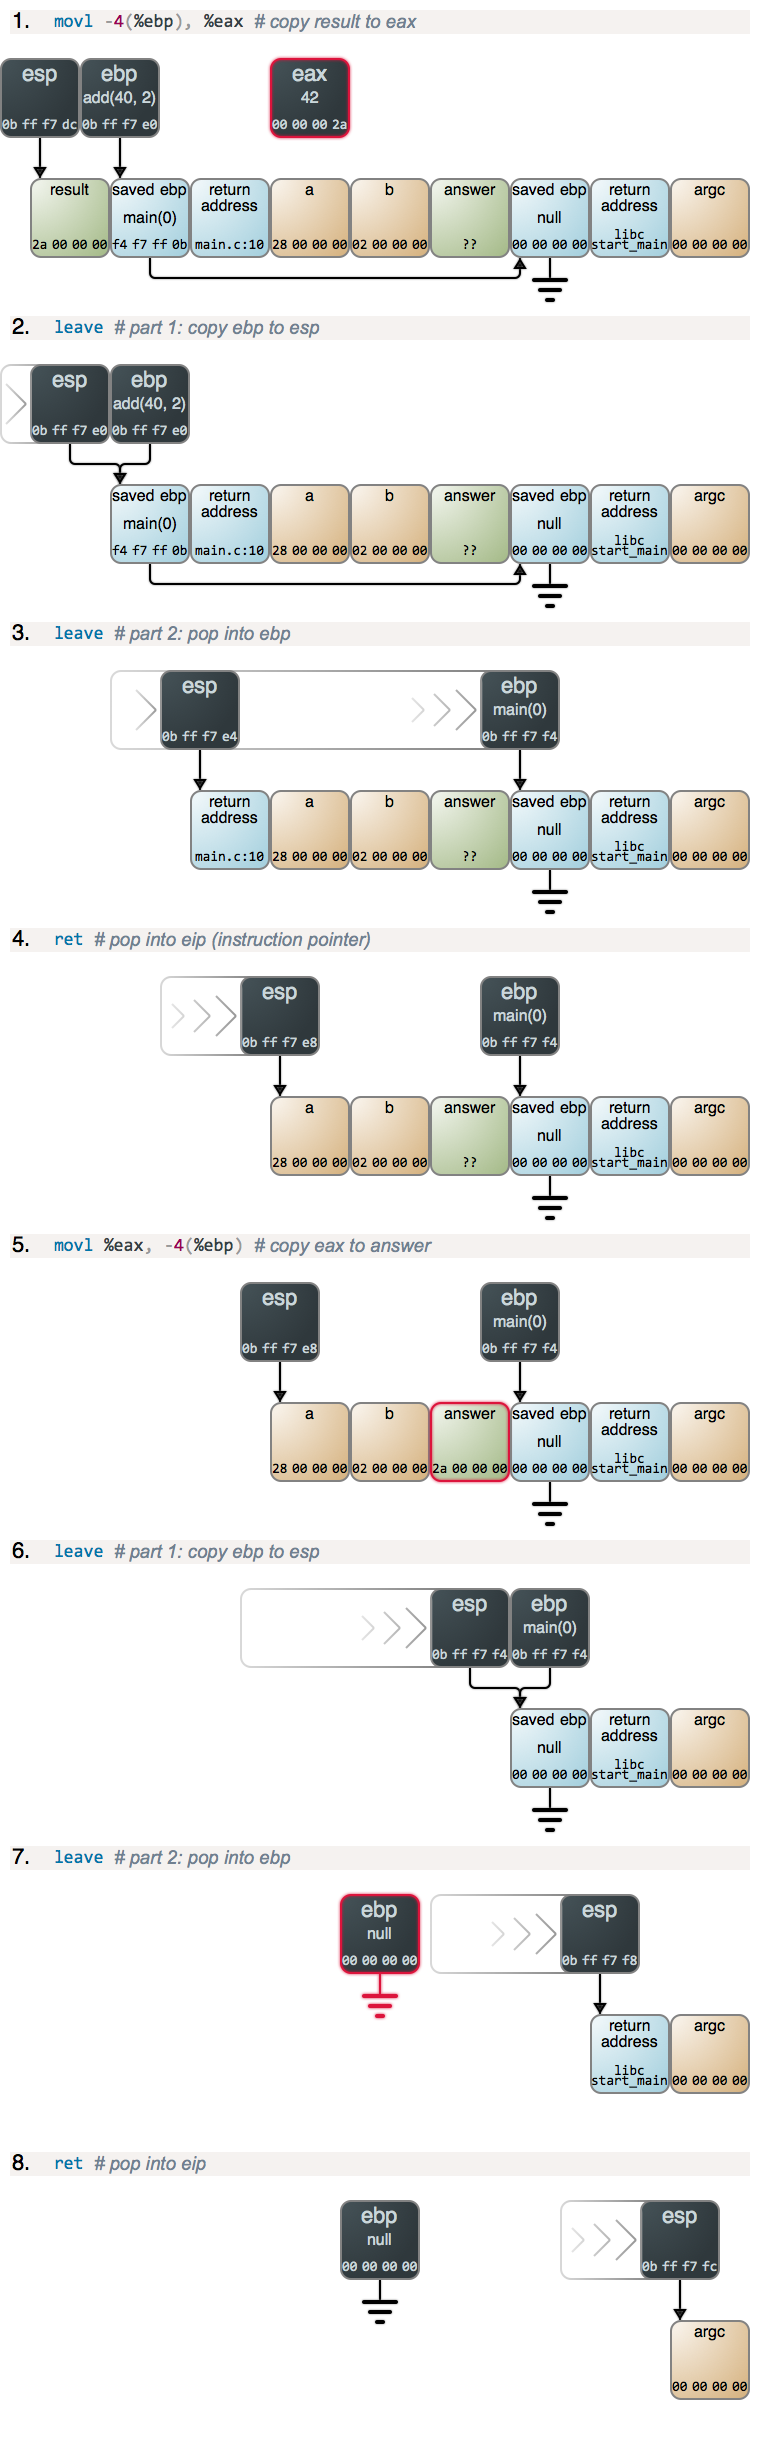 1. movl -4(%ebp), %eax # copy result to eax
esp ebp eax
add(40, 2) 42
0b ff f7 dc 0b ff f7 e0 00 00 00 2a
result saved ebp return address a b answer saved ebp return address argc
main(0) null libc
2a 00 00 00 f4 f7 ff 0b main.c:10 28 00 00 00 02 00 00 00 ?? 00 00 00 00 start_main 00 00 00 00
2. leave # part 1: copy ebp to esp
esp ebp
add(40, 2)
0b ff f7 e0 0b ff f7 e0
saved ebp return address a b answer saved ebp return address argc
main(0) null libc
f4 f7 ff 0b main.c:10 28 00 00 00 02 00 00 00 ?? 00 00 00 00 start_main 00 00 00 00
3. leave # part 2: pop into ebp
esp ebp
main(0)
0b ff f7 e4 0b ff f7 f4
return address a b answer saved ebp return address argc
null libc
main.c:10 28 00 00 00 02 00 00 00 ?? 00 00 00 00 start_main 00 00 00 00
4. ret # pop into eip (instruction pointer)
esp ebp
main(0)
0b ff f7 e8 0b ff f7 f4
a b answer saved ebp return address argc
null libc
28 00 00 00 02 00 00 00 ?? 00 00 00 00 start_main 00 00 00 00
5. movl %eax, -4(%ebp) # copy eax to answer
esp ebp
main(0)
0b ff f7 e8 0b ff f7 f4
a b answer saved ebp return address argc
null libc
28 00 00 00 02 00 00 00 2a 00 00 00 00 00 00 00 start_main 00 00 00 00
6. leave # part 1: copy ebp to esp
esp ebp
main(0)
0b ff f7 f4 0b ff f7 f4
saved ebp return address argc
null libc
00 00 00 00 start_main 00 00 00 00
7. leave # part 2: pop into ebp
ebp esp
null
00 00 00 00 0b ff f7 f8
return address argc
libc
start_main 00 00 00 00
8. ret # pop into eip
ebp esp
null
00 00 00 00 0b ff f7 fc
argc
00 00 00 00